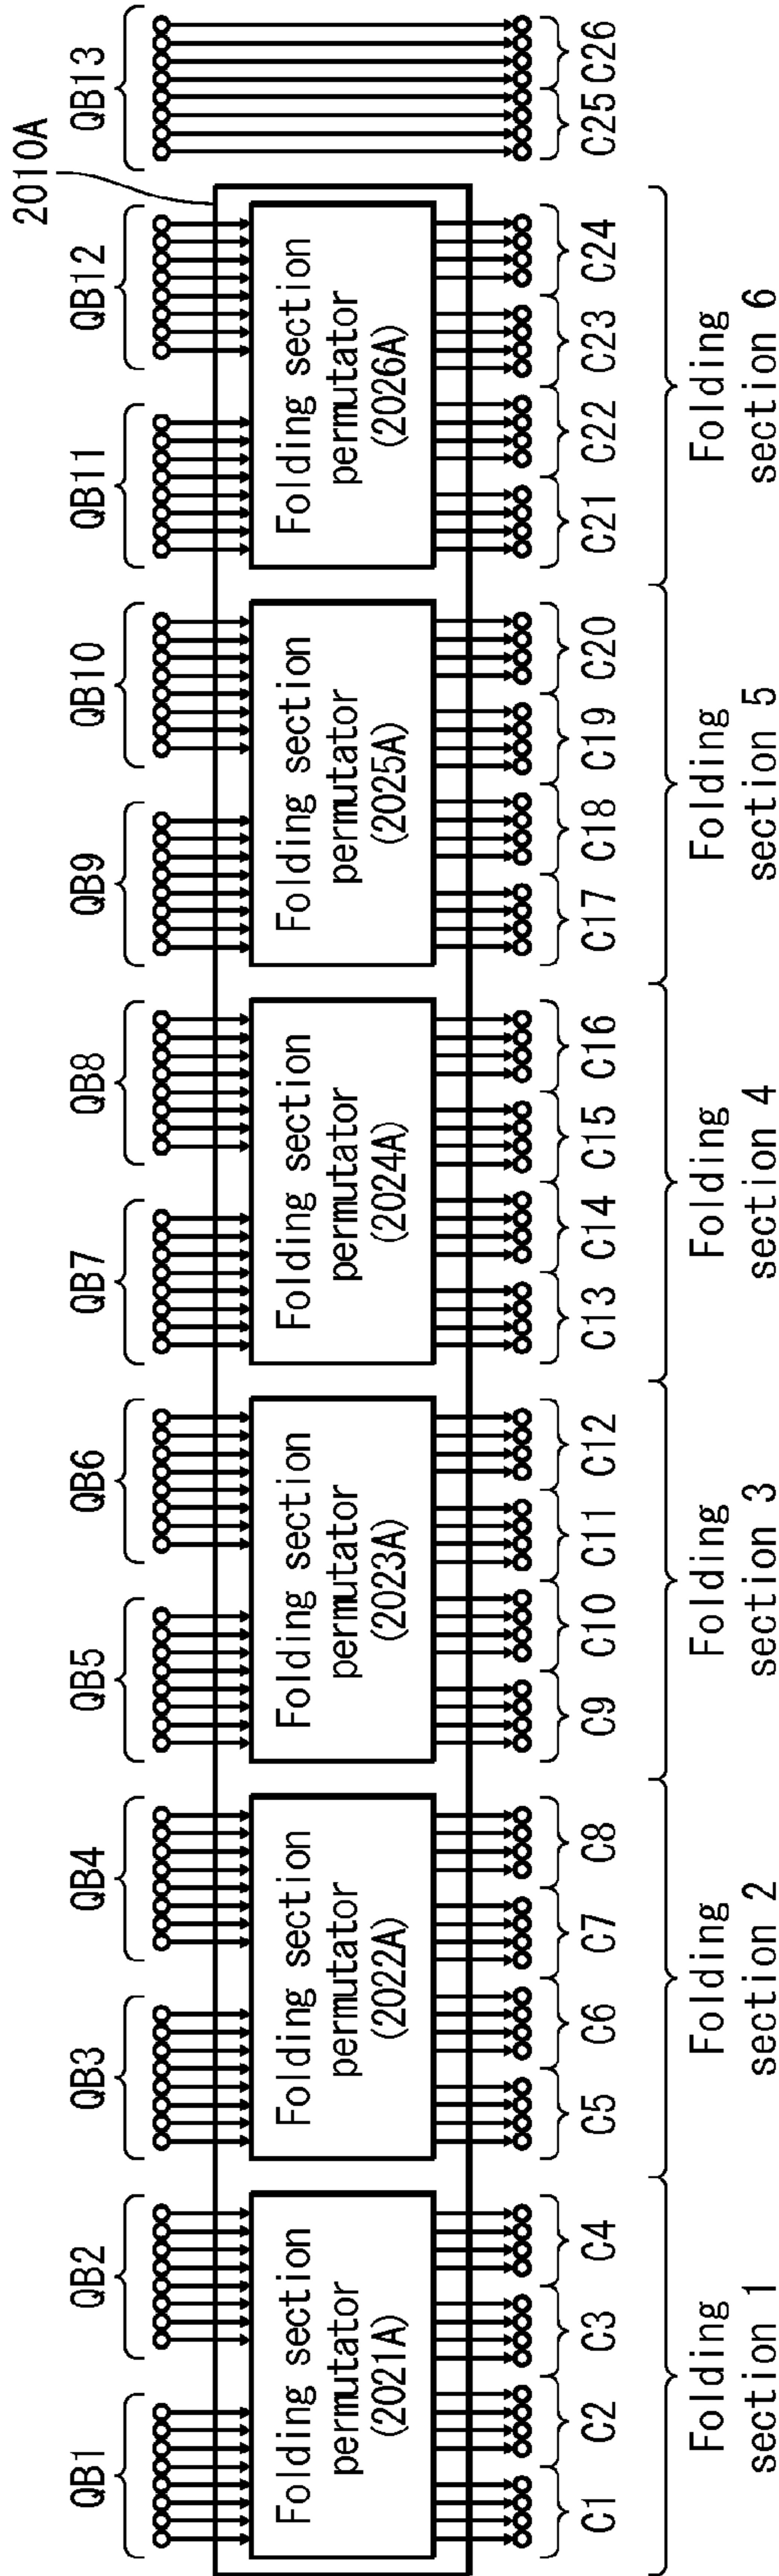 2010A
QB1 QB2 QB3 QB4 QB5 QB6 QB7 QB8 QB9 QB10 QB11 QB12 QB13
Folding section
permutator
(2021A)
Folding section
permutator
(2022A)
Folding section
permutator
(2023A)
Folding section
permutator
(2024A)
Folding section
permutator
(2025A)
Folding section
permutator
(2026A)
C1 C2 C3 C4 C5 C6 C7 C8 C9 C10 C11 C12 C13 C14 C15 C16 C17 C18 C19 C20 C21 C22 C23 C24 C25 C26
Folding
section 1
Folding
section 2
Folding
section 3
Folding
section 4
Folding
section 5
Folding
section 6